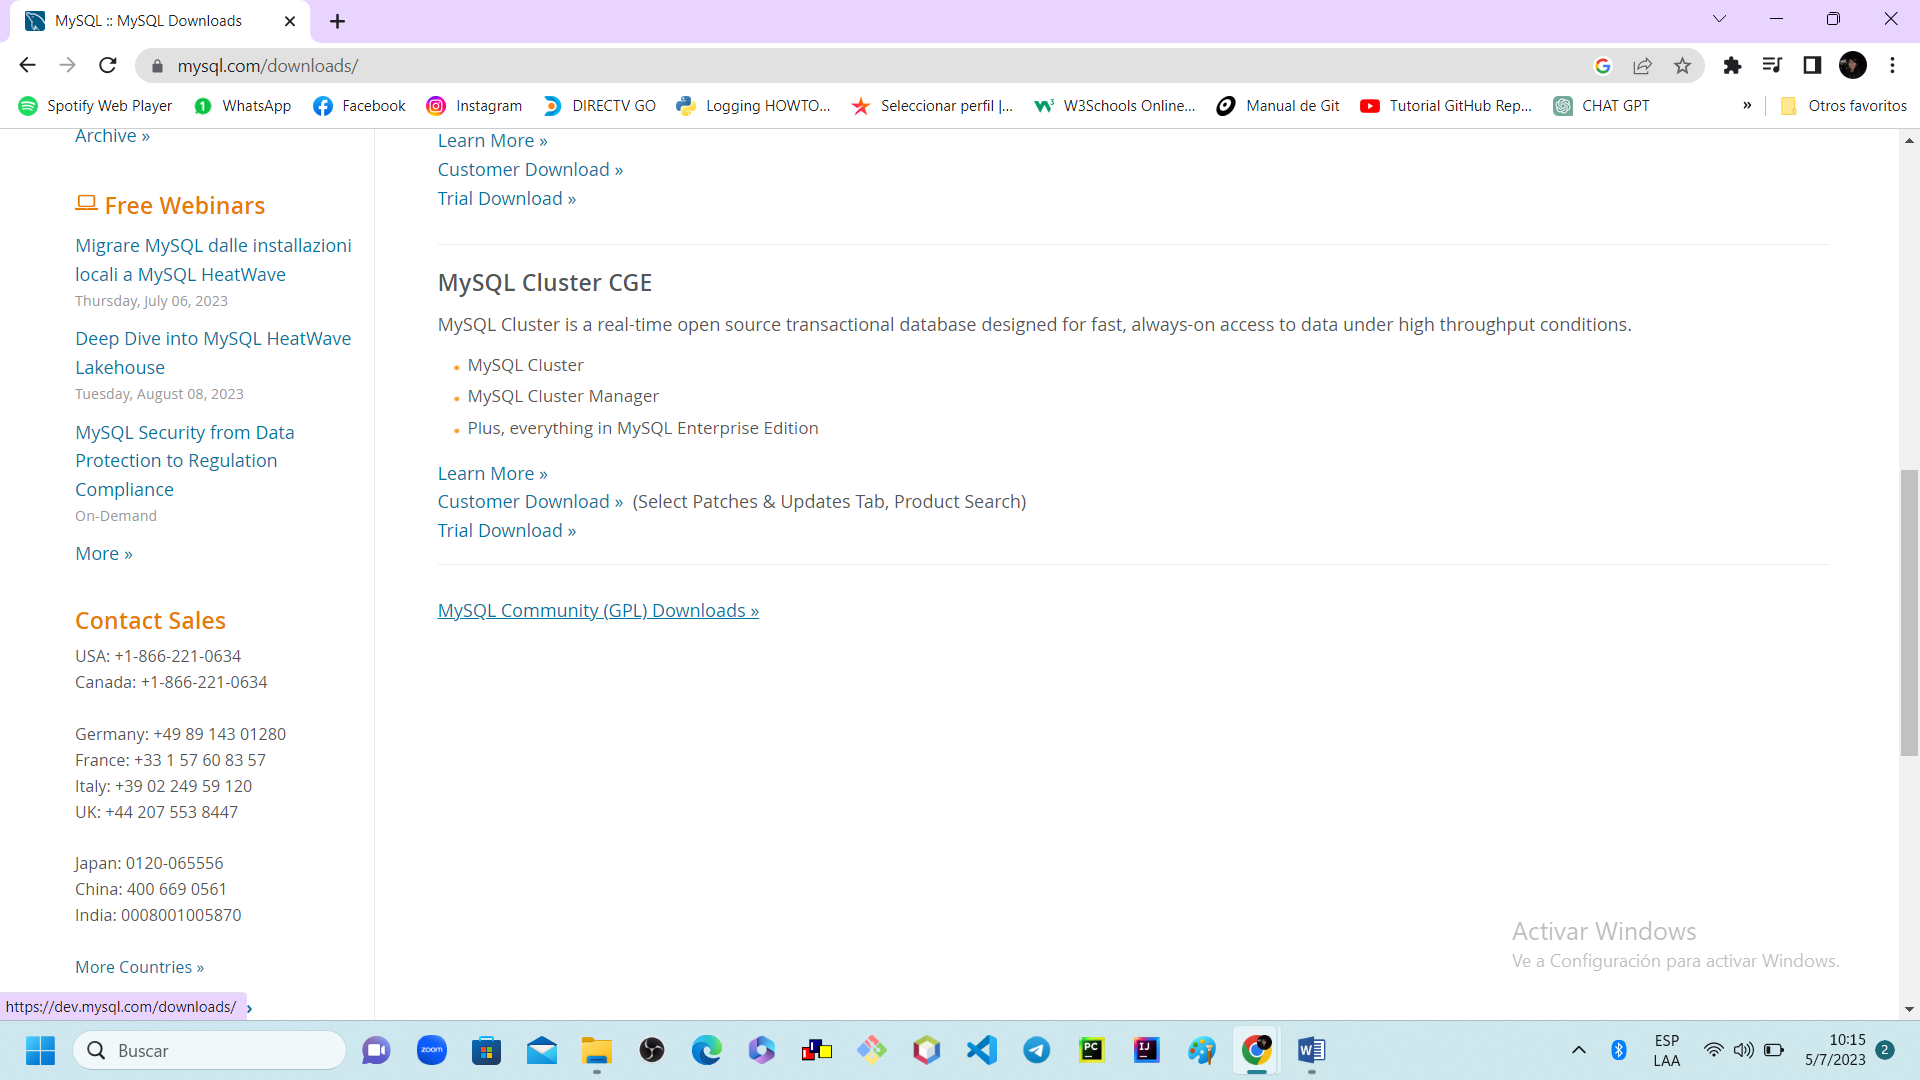 MySQL :: MySQL Downloads
mysql.com/downloads/
Spotify Web Player
WhatsApp
Facebook
Instagram
DIRECTV GO
Logging HOWTO...
Seleccionar perfil |...
W3Schools Online...
Manual de Git
Tutorial GitHub Rep...
CHAT GPT
»
Otros favoritos
Archive »
Free Webinars
Migrare MySQL dalle installazioni
locali a MySQL HeatWave
Thursday, July 06, 2023
Deep Dive into MySQL HeatWave
Lakehouse
Tuesday, August 08, 2023
MySQL Security from Data
Protection to Regulation
Compliance
On-Demand
More »
Contact Sales
USA: +1-866-221-0634
Canada: +1-866-221-0634
Germany: +49 89 143 01280
France: +33 1 57 60 83 57
Italy: +39 02 249 59 120
UK: +44 207 553 8447
Japan: 0120-065556
China: 400 669 0561
India: 0008001005870
More Countries »
https://dev.mysql.com/downloads/
Learn More »
Customer Download »
Trial Download »
MySQL Cluster CGE
MySQL Cluster is a real-time open source transactional database designed for fast, always-on access to data under high throughput conditions.
MySQL Cluster
MySQL Cluster Manager
Plus, everything in MySQL Enterprise Edition
Learn More »
Customer Download » (Select Patches & Updates Tab, Product Search)
Trial Download »
MySQL Community (GPL) Downloads »
Activar Windows
Ve a Configuración para activar Windows.
Buscar
zoom
PC
IJ
ESP
LAA
10:15
5/7/2023
2